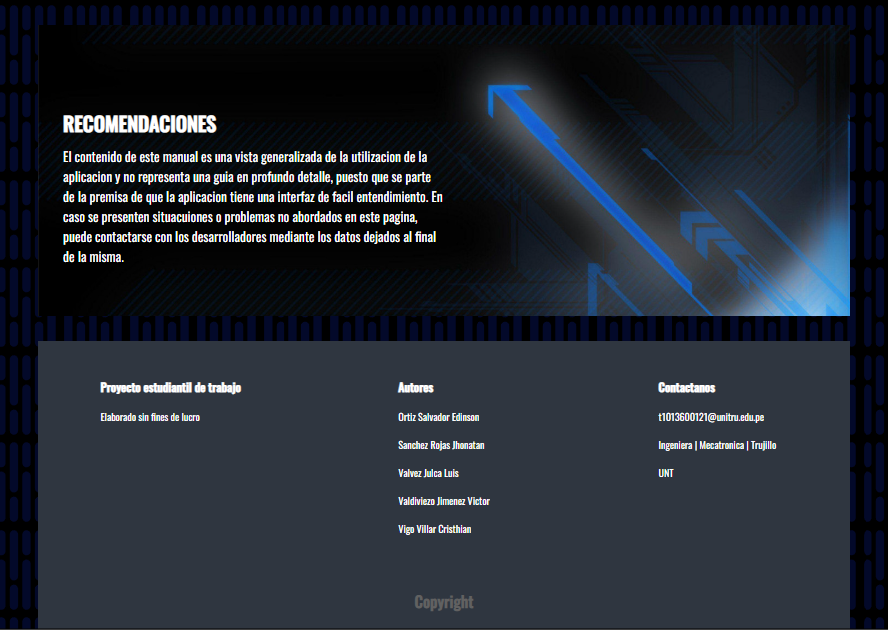 RECOMENDACIONES
El contenido de este manual es una vista generalizada de la utilizacion de la
aplicacion y no representa una guia en profundo detalle, puesto que se parte
de la premisa de que la aplicacion tiene una interfaz de facil entendimiento. En
caso se presenten situacuiones o problemas no abordados en este pagina,
puede contactarse con los desarrolladores mediante los datos dejados al final
de la misma.
Proyecto estudiantil de trabajo
Elaborado sin fines de lucro
Autores
Ortiz Salvador Edinson
Sanchez Rojas Jhonatan
Valvez Julca Luis
Valdiviezo Jimenez Victor
Vigo Villar Cristhian
Contactanos
t1013600121@unitru.edu.pe
Ingeniera | Mecatronica | Trujillo
UNT
Copyright